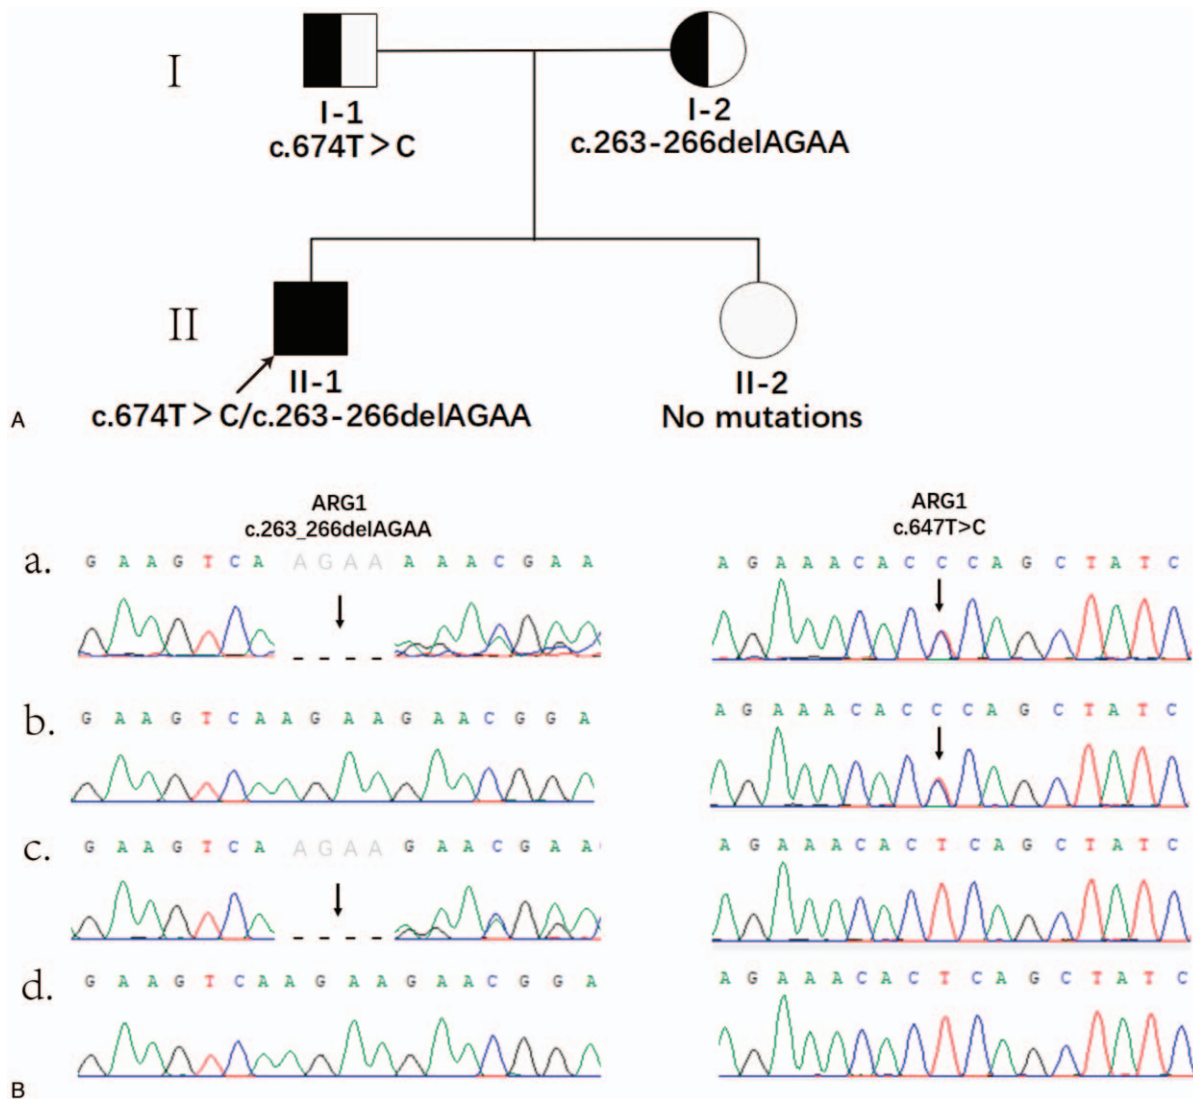 I
I-1
I-2
c.674T > C
c.263-266delAGAA
II
II-1
II-2
c.674T > C/c.263-266delAGAA
No mutations
A
ARG1
c.263_266delAGAA
ARG1
c.647T>C
a.
G A A G T C A A G A A A A A C G A A
A G A A A C A C C C A G C T A T C
b.
G A A G T C A A G A A G A A C G G A
A G A A A C A C C C A G C T A T C
c.
G A A G T C A A G A A G A A C G A A
A G A A A C A C T C A G C T A T C
d.
G A A G T C A A G A A G A A C G G A
A G A A A C A C T C A G C T A T C
B